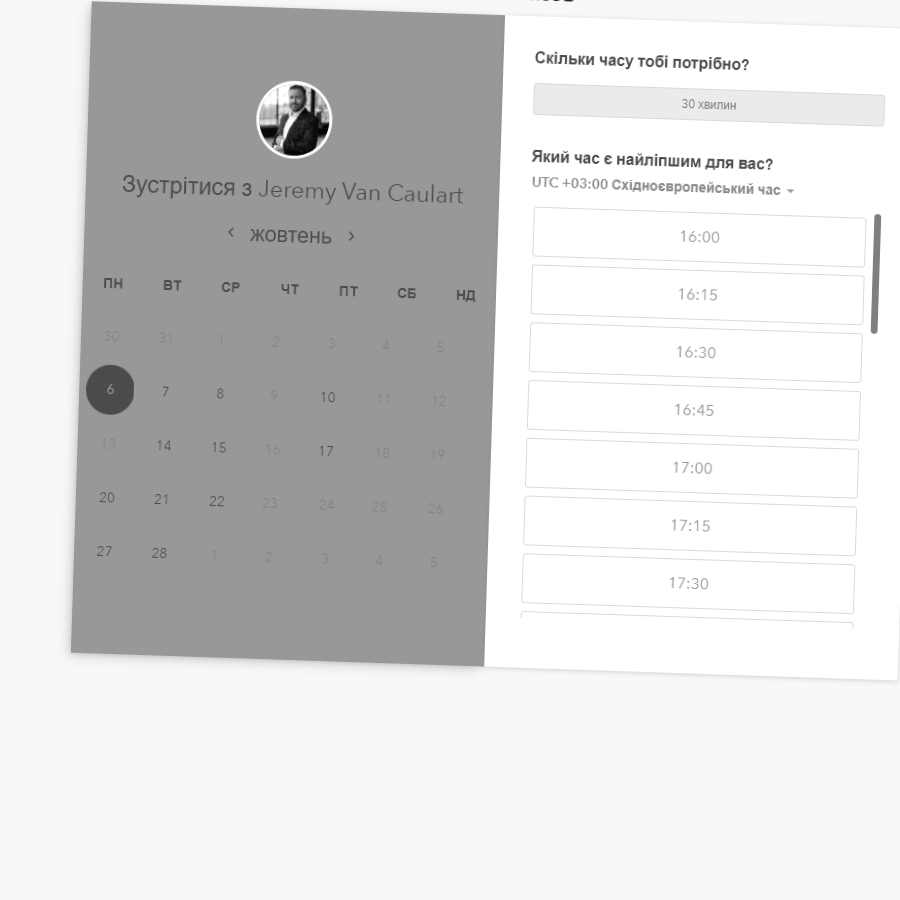 Зустрітися з Jeremy Van Caulart
жовтень
ПН ВТ СР ЧТ ПТ СБ НД
30 31 1 2 3 4 5
6 7 8 9 10 11 12
13 14 15 16 17 18 19
20 21 22 23 24 25 26
27 28 1 2 3 4 5
Скільки часу тобі потрібно?
30 хвилин
Який час є найліпшим для вас?
UTC +03:00 Східноєвропейський час
16:00
16:15
16:30
16:45
17:00
17:15
17:30